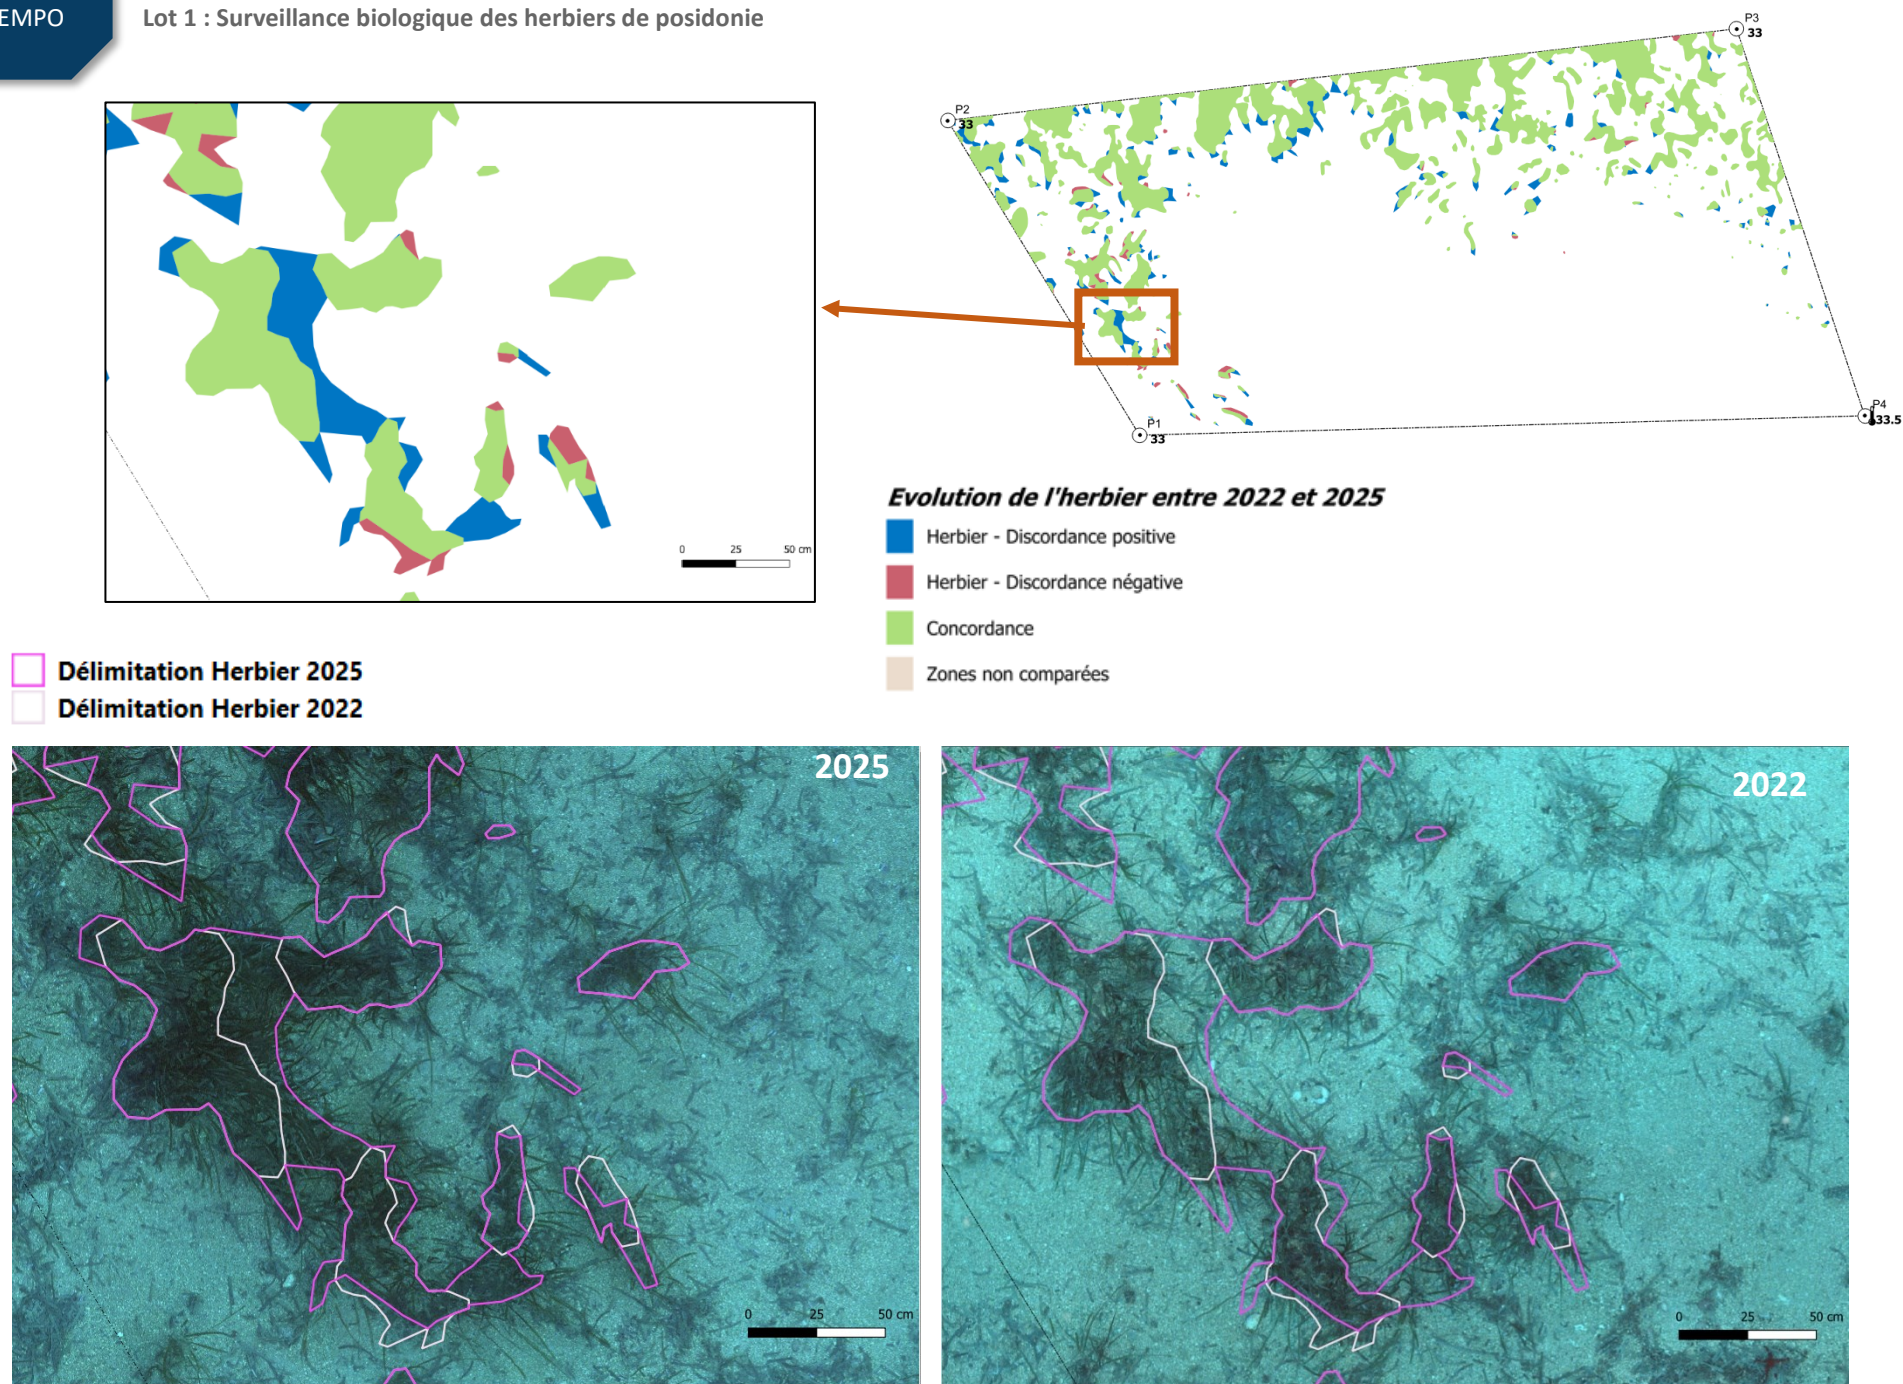 EMPO
Lot 1 : Surveillance biologique des herbiers de posidonie
P3
33
P2
33
P1
33
P4
33.5
0 25 50 cm
Evolution de l'herbier entre 2022 et 2025
Herbier - Discordance positive
Herbier - Discordance négative
Concordance
Zones non comparées
Délimitation Herbier 2025
Délimitation Herbier 2022
2025
0 25 50 cm
2022
0 25 50 cm